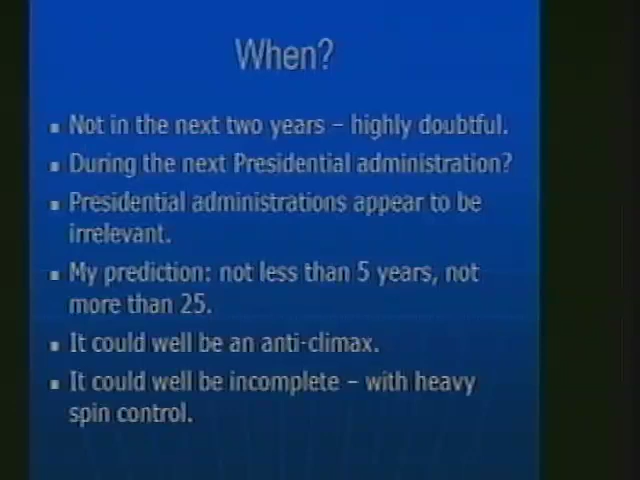 When?
▪ Not in the next two years – highly doubtful.
▪ During the next Presidential administration?
▪ Presidential administrations appear to be
irrelevant.
▪ My prediction: not less than 5 years, not
more than 25.
▪ It could well be an anti-climax.
▪ It could well be incomplete – with heavy
spin control.